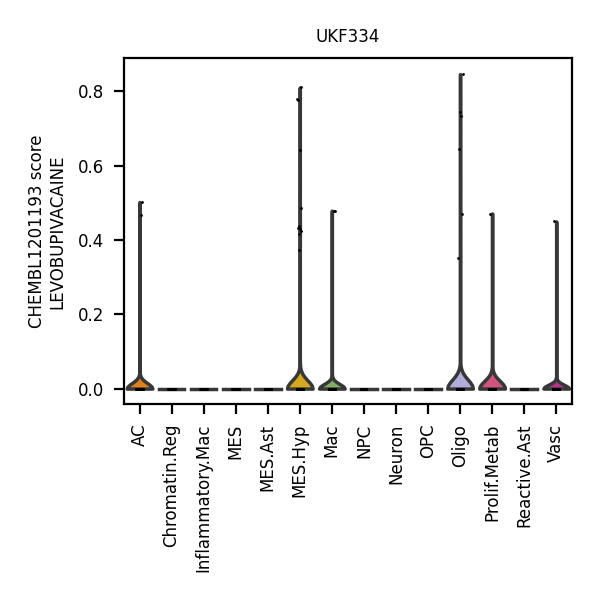 UKF334
CHEMBL1201193 score
LEVOBUPIVACAINE
0.8
0.6
0.4
0.2
0.0
AC
Chromatin.Reg
Inflammatory.Mac
MES
MES.Ast
MES.Hyp
Mac
NPC
Neuron
OPC
Oligo
Prolif.Metab
Reactive.Ast
Vasc